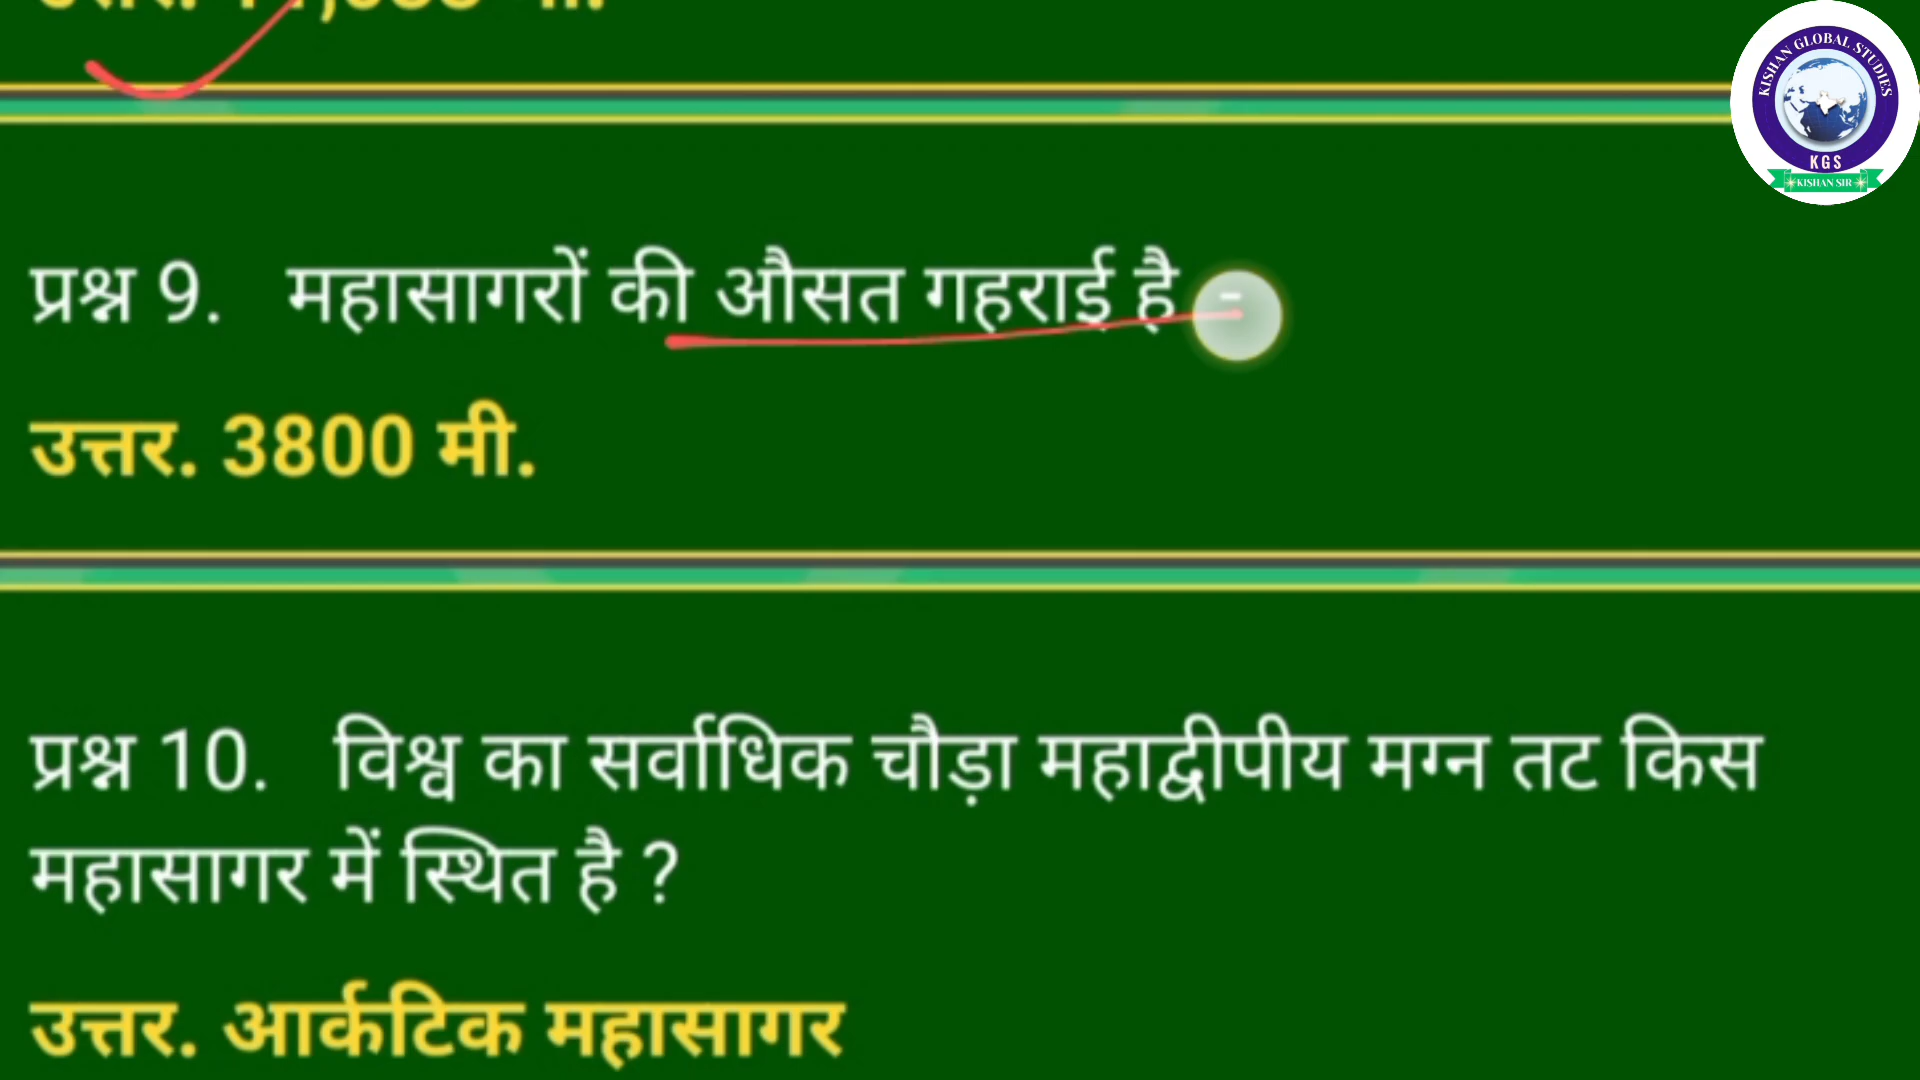 KISHAN GLOBAL STUDIES
KGS
KISHAN SIR
प्रश्न 9. महासागरों की औसत गहराई है -
उत्तर. 3800 मी.
प्रश्न 10. विश्व का सर्वाधिक चौड़ा महाद्वीपीय मग्न तट किस
महासागर में स्थित है ?
उत्तर. आर्कटिक महासागर